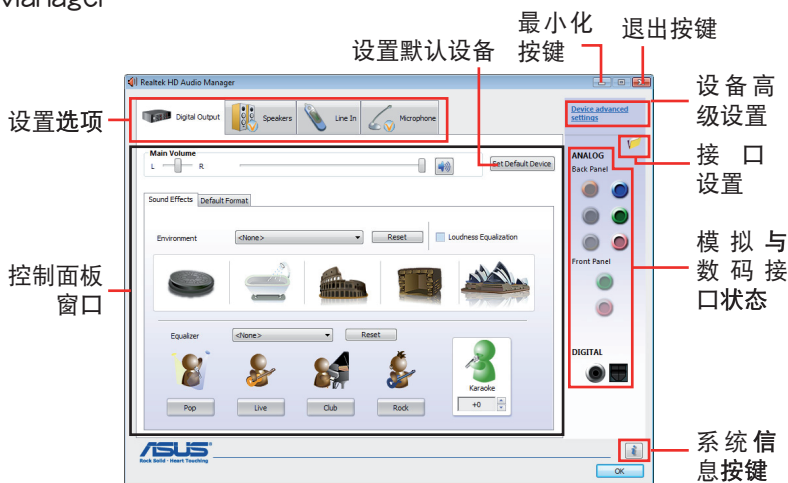 Manager
最小化
按键
退出按键
设置默认设备
设备高
级设置
设置选项
接口
设置
模拟与
数码接
口状态
控制面板
窗口
系统信
息按键
Realtek HD Audio Manager
Digital Output
Speakers
Line In
Microphone
Device advanced
settings
Main Volume
L
R
Set Default Device
ANALOG
Back Panel
Sound Effects
Default Format
Environment
<None>
Reset
Loudness Equalization
Front Panel
Equalizer
<None>
Reset
DIGITAL
Karaoke
Pop
Live
Club
Rock
+0
ASUS
Rock Solid · Heart Touching
OK